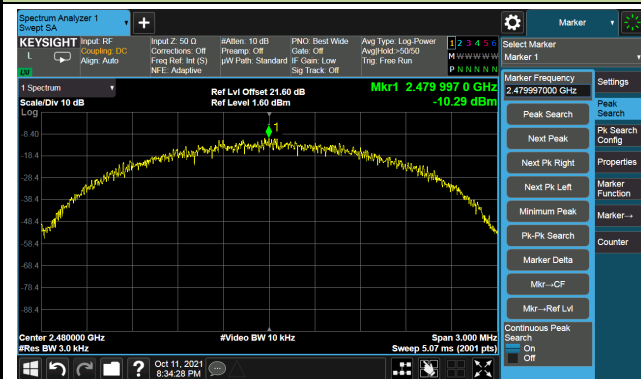 Spectrum Analyzer 1
Swept SA
+
Marker
KEYSIGHT
L
Input: RF
Coupling: DC
Align: Auto
Input Z: 50 Ω
Corrections: Off
Freq Ref: Int (S)
NFE: Adaptive
#Atten: 10 dB
Preamp: Off
µW Path: Standard
PNO: Best Wide
Gate: Off
IF Gain: Low
Sig Track: Off
Avg Type: Log-Power
Avg|Hold:>50/50
Trig: Free Run
1 2 3 4 5 6
M W W W W W
P N N N N N
Select Marker
Marker 1
1 Spectrum
Scale/Div 10 dB
Log
Ref Lvl Offset 21.60 dB
Ref Level 1.60 dBm
Mkr1 2.479 997 0 GHz
-10.29 dBm
1
-8.40
-18.4
-28.4
-38.4
-48.4
-58.4
-68.4
-78.4
-88.4
Center 2.480000 GHz
#Res BW 3.0 kHz
#Video BW 10 kHz
Span 3.000 MHz
Sweep 5.07 ms (2001 pts)
Marker Frequency
2.479997000 GHz
Peak Search
Next Peak
Next Pk Right
Next Pk Left
Minimum Peak
Pk-Pk Search
Marker Delta
Mkr→CF
Mkr→Ref Lvl
Continuous Peak
Search
On
Off
Settings
Peak
Search
Pk Search
Config
Properties
Marker
Function
Marker→
Counter
?
Oct 11, 2021
8:34:28 PM